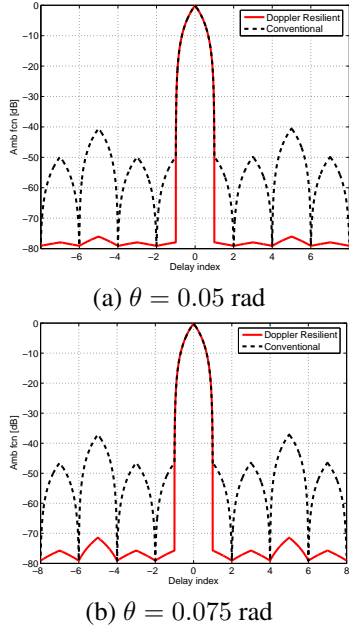 0
−10
−20
−30
−40
−50
−60
−70
−80
Amb fcn [dB]
Doppler Resilient
Conventional
−8 −6 −4 −2 0 2 4 6 8
Delay index
(a) θ = 0.05 rad
0
−10
−20
−30
−40
−50
−60
−70
−80
Amb fcn [dB]
Doppler Resilient
Conventional
−8 −6 −4 −2 0 2 4 6 8
Delay index
(b) θ = 0.075 rad